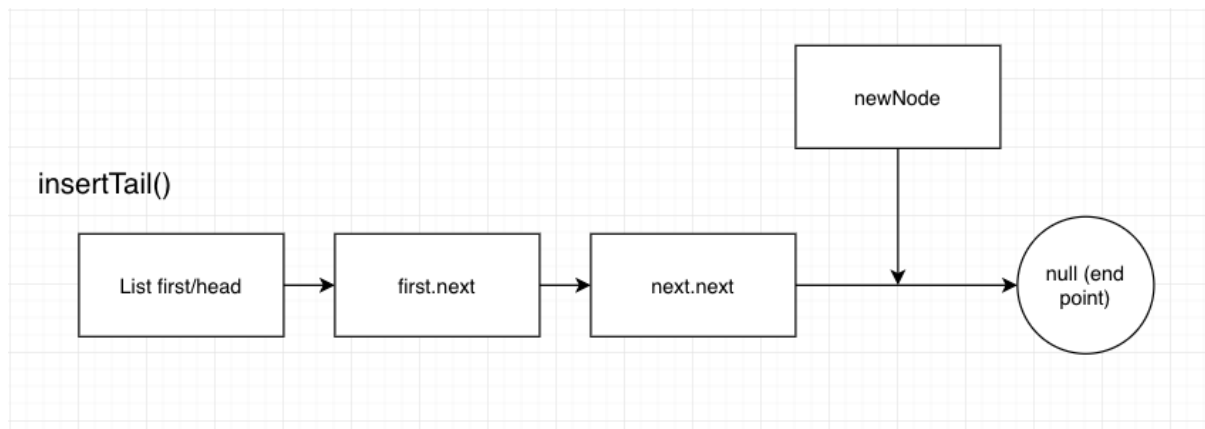 newNode
insertTail()
List first/head
first.next
next.next
null (end
point)